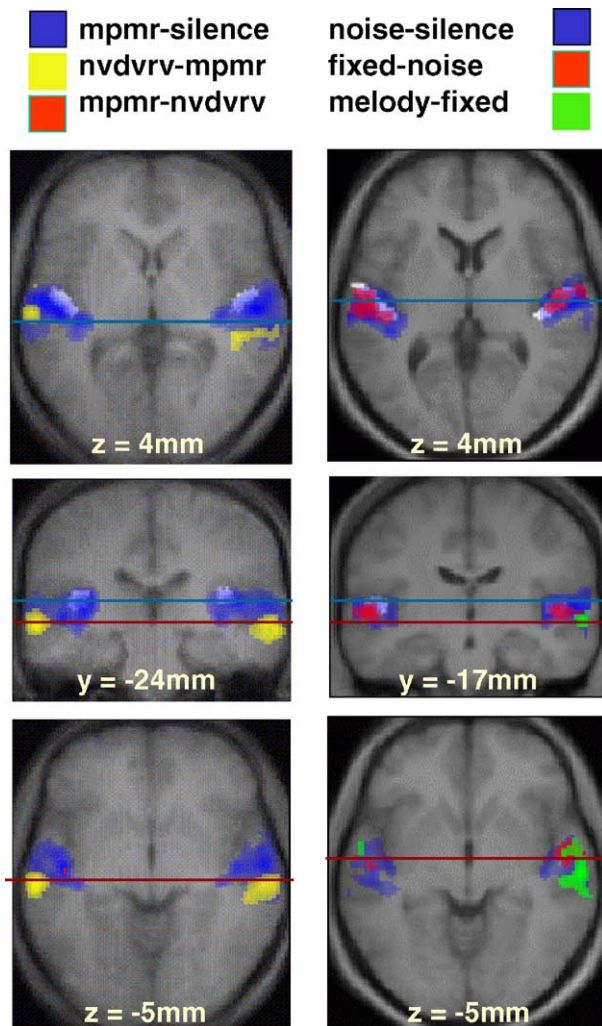 mpmr-silence
nvdvrv-mpmr
mpmr-nvdvrv
noise-silence
fixed-noise
melody-fixed
z = 4mm
z = 4mm
y = -24mm
y = -17mm
z = -5mm
z = -5mm